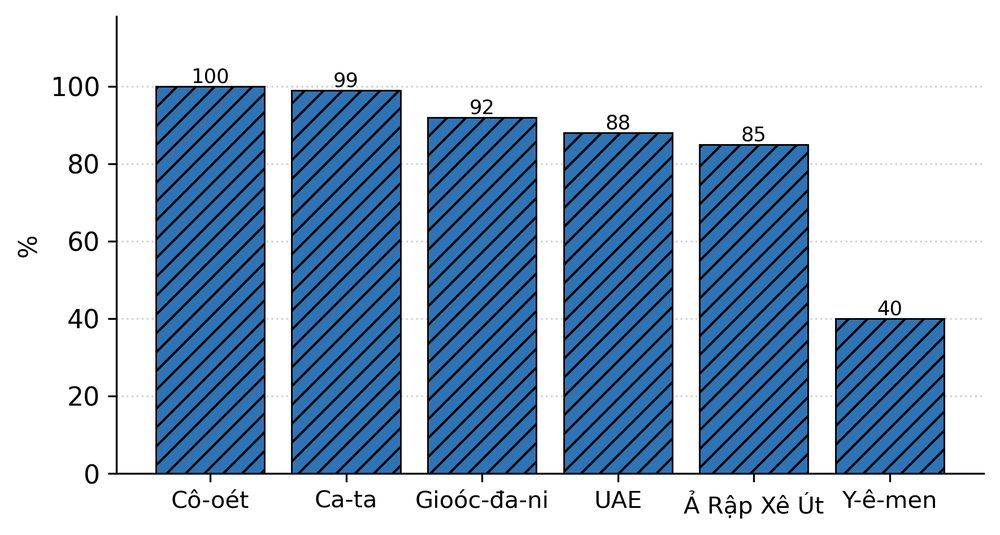 100
99
92
88
85
40
100
80
60
40
20
0
%
Cô-oét
Ca-ta
Gioóc-đa-ni
UAE
Ả Rập Xê Út
Y-ê-men